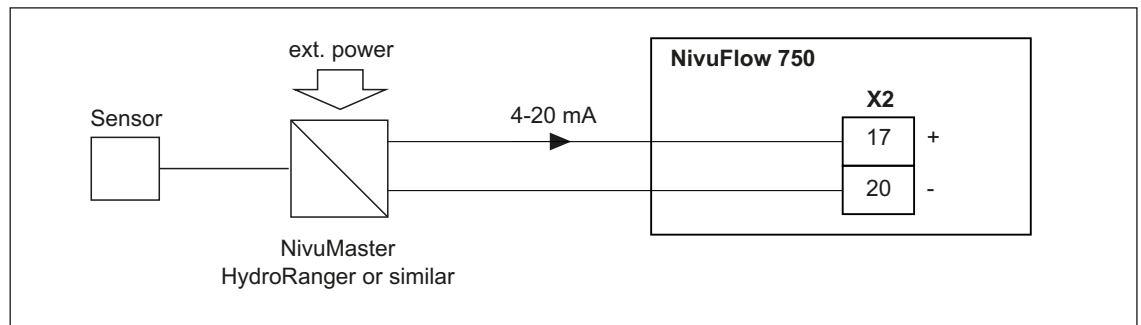 ext. power
NivuFlow 750
X2
Sensor
4-20 mA
17 +
20 -
NivuMaster
HydroRanger or similar